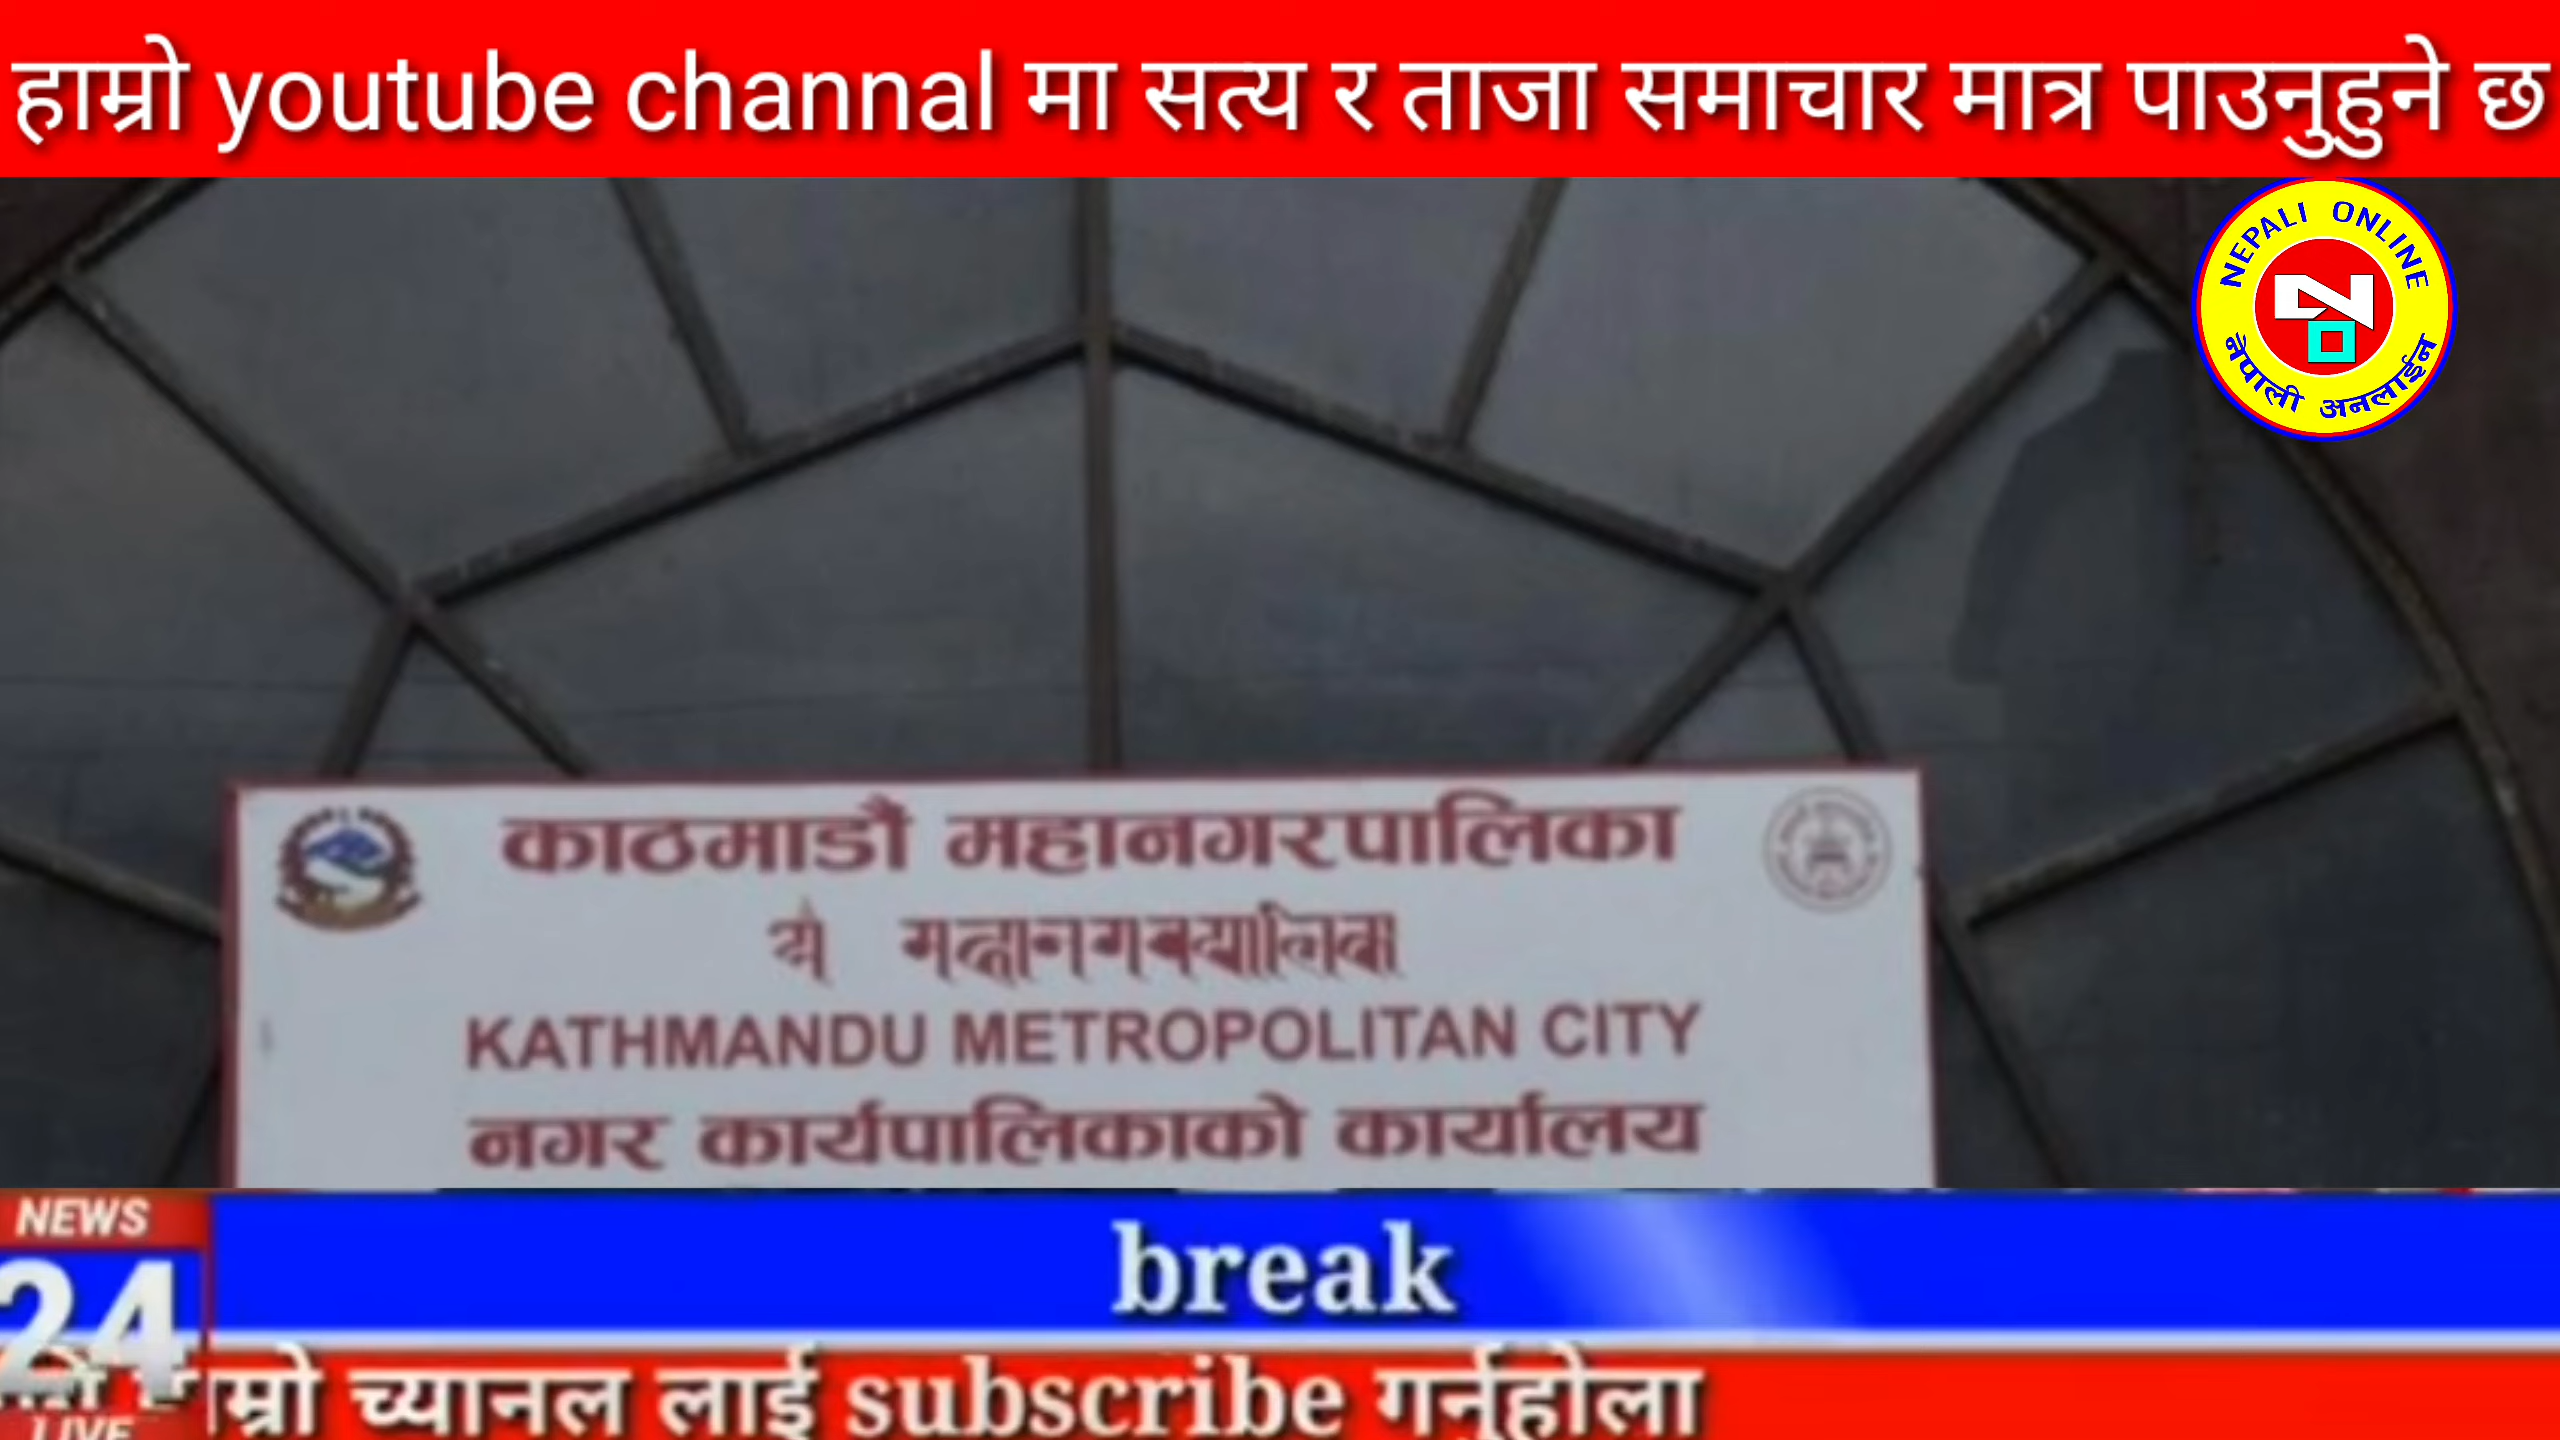 हाम्रो youtube channal मा सत्य र ताजा समाचार मात्र पाउनुहुने छ
NEPALI ONLINE
नेपाली अनलाईन
काठमाडौं महानगरपालिका
KATHMANDU METROPOLITAN CITY
नगर कार्यपालिकाको कार्यालय
NEWS
24
LIVE
break
हाम्रो च्यानल लाई subscribe गर्नुहोला